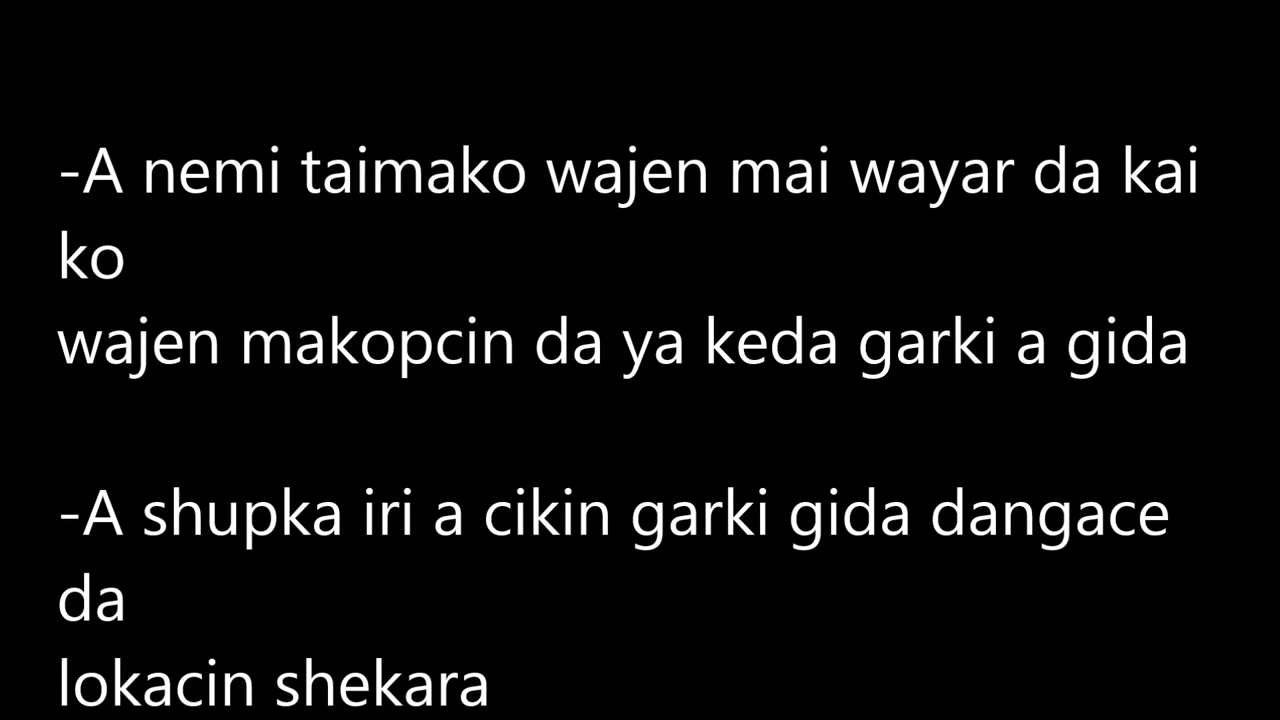 -A nemi taimako wajen mai wayar da kai
ko
wajen makopcin da ya keda garki a gida
-A shupka iri a cikin garki gida dangace
da
lokacin shekara